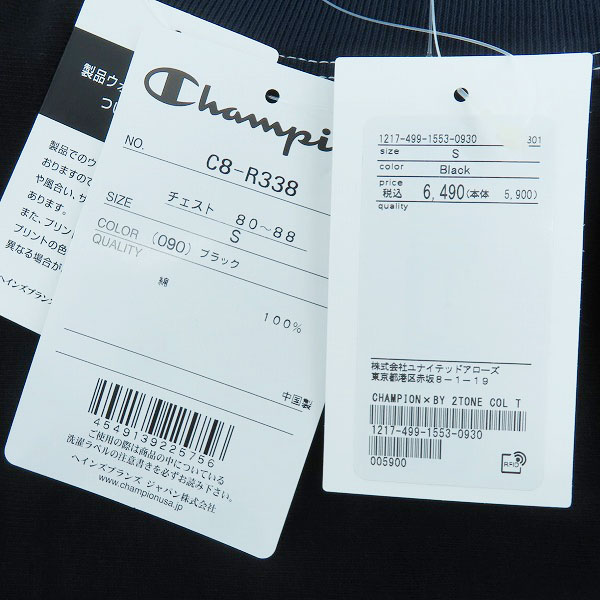 製品ウォ
つい
製品でのウ
おりますので
や風合い、サ
あります。
また、プリン
プリントの色
異なる場合が
ヘインズブランズ
Champi
NO.
C8-R338
SIZE
チェスト 80~88
S
COLOR (090) ブラック
QUALITY
綿
100%
中国製
4549139225756
ご使用の際は商品の中についている
洗濯ラベルの注意書きを必ずお読み下さい。
ヘインズブランズ ジャパン株式会社
www.championusa.jp
1217-499-1553-0930 301
size S
color Black
price
税込 6,490(本体 5,900)
quality
株式会社ユナイテッドアローズ
東京都港区赤坂8-1-19
CHAMPION×BY 2TONE COL T
1217-499-1553-0930
005900
RFID